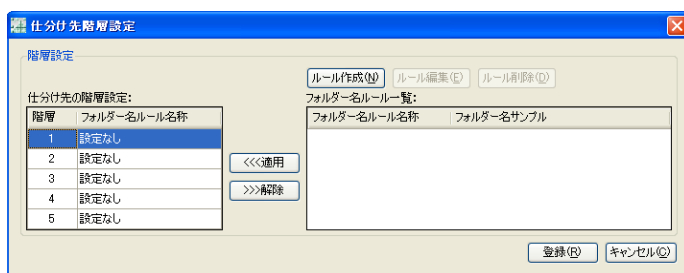 仕分け先階層設定
階層設定
ルール作成(N) ルール編集(E) ルール削除(D)
仕分け先の階層設定: フォルダー名ルール一覧:
階層 フォルダー名ルール名称 フォルダー名ルール名称 フォルダー名サンプル
1 設定なし
2 設定なし
<<<適用
3 設定なし
>>>解除
4 設定なし
5 設定なし
登録(R) キャンセル(C)